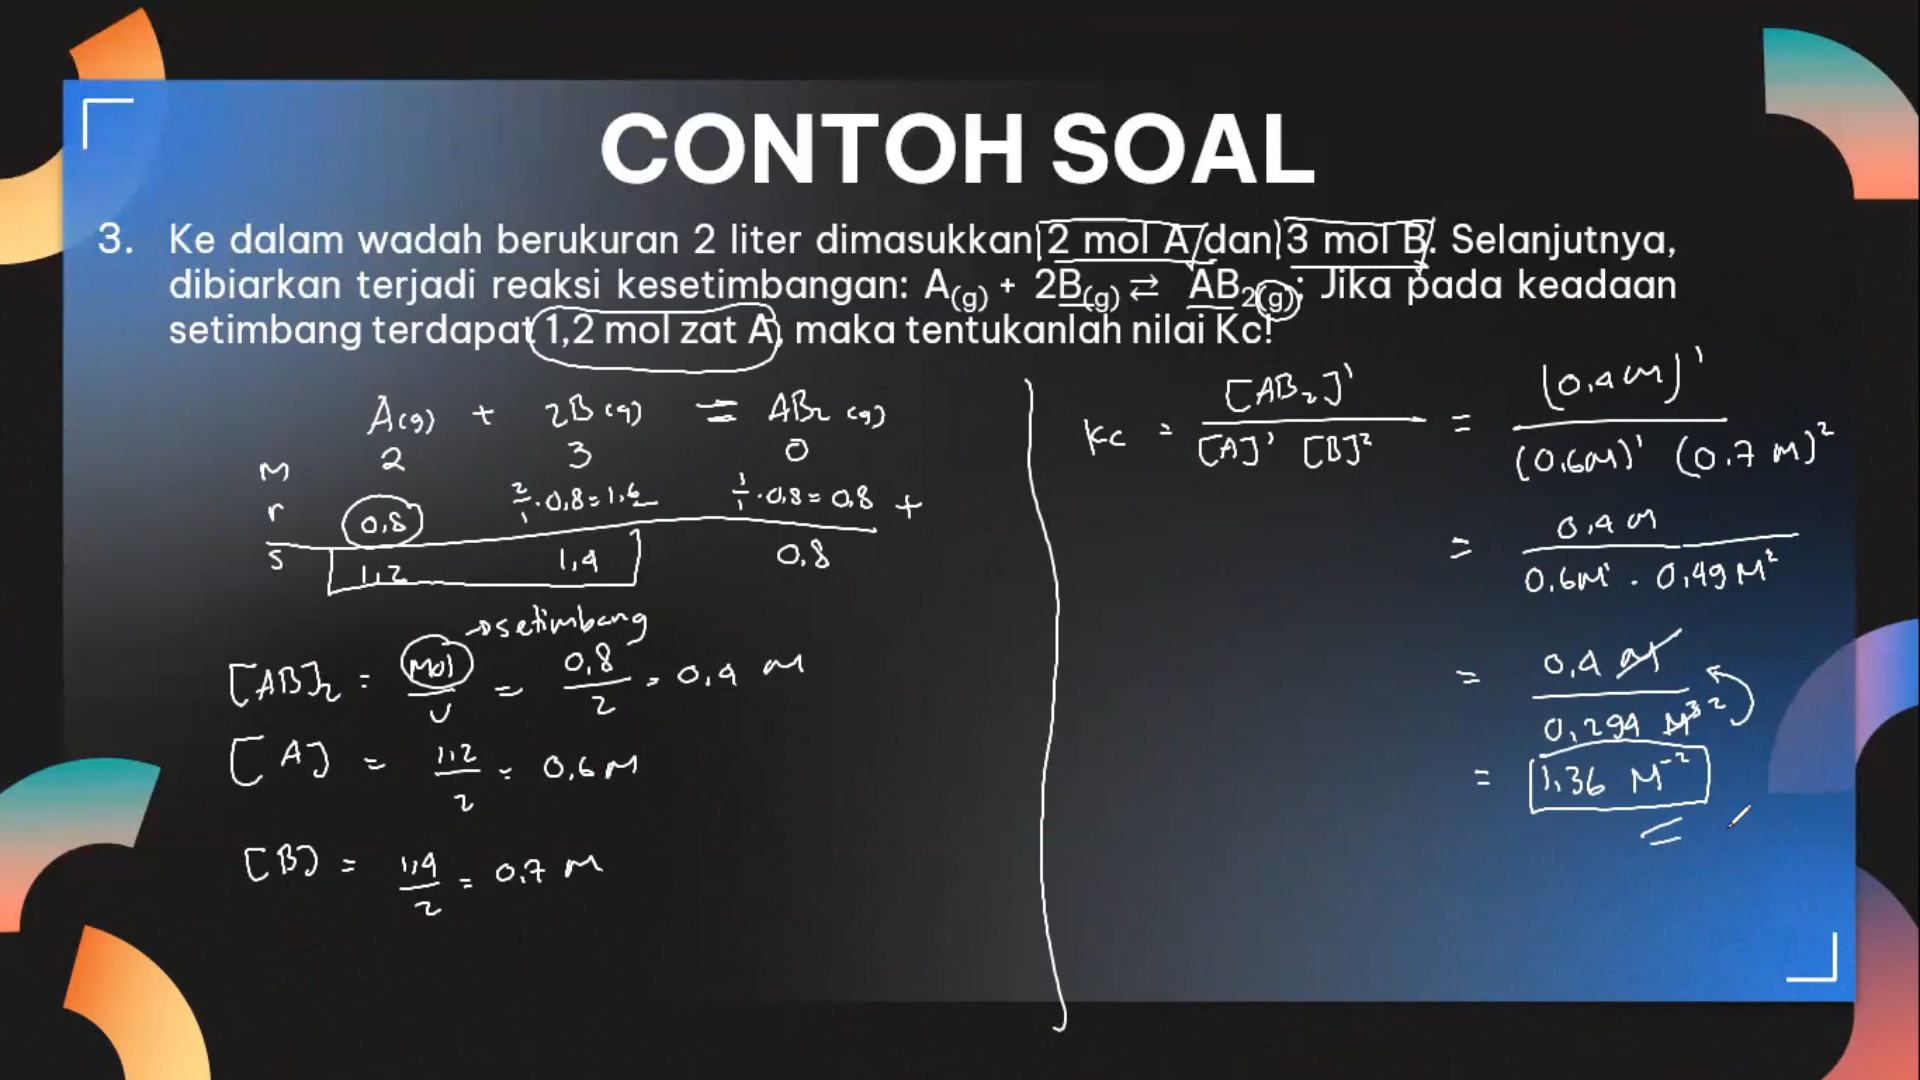 CONTOH SOAL
3. Ke dalam wadah berukuran 2 liter dimasukkan 2 mol A dan 3 mol B. Selanjutnya,
dibiarkan terjadi reaksi kesetimbangan: A(g) + 2B(g) ⇄ AB2(g); Jika pada keadaan
setimbang terdapat 1,2 mol zat A, maka tentukanlah nilai Kc!
A(g) + 2B(g) = AB2(g)
M 2 3 0
r 0,8 2/1 . 0,8 = 1,6 1/1 . 0,8 = 0,8 +
s 1,2 1,4 0,8
→ setimbang
[AB]2 = mol/V = 0,8/2 = 0,4 M
[A] = 1,2/2 = 0,6 M
[B] = 1,4/2 = 0,7 M
Kc = [AB2]¹ / [A]¹ [B]² = (0,4 M)¹ / (0,6M)¹ (0,7 M)²
= 0,4 M / 0,6M¹ . 0,49 M²
= 0,4 M / 0,294 M³ 2
= 1,36 M⁻²